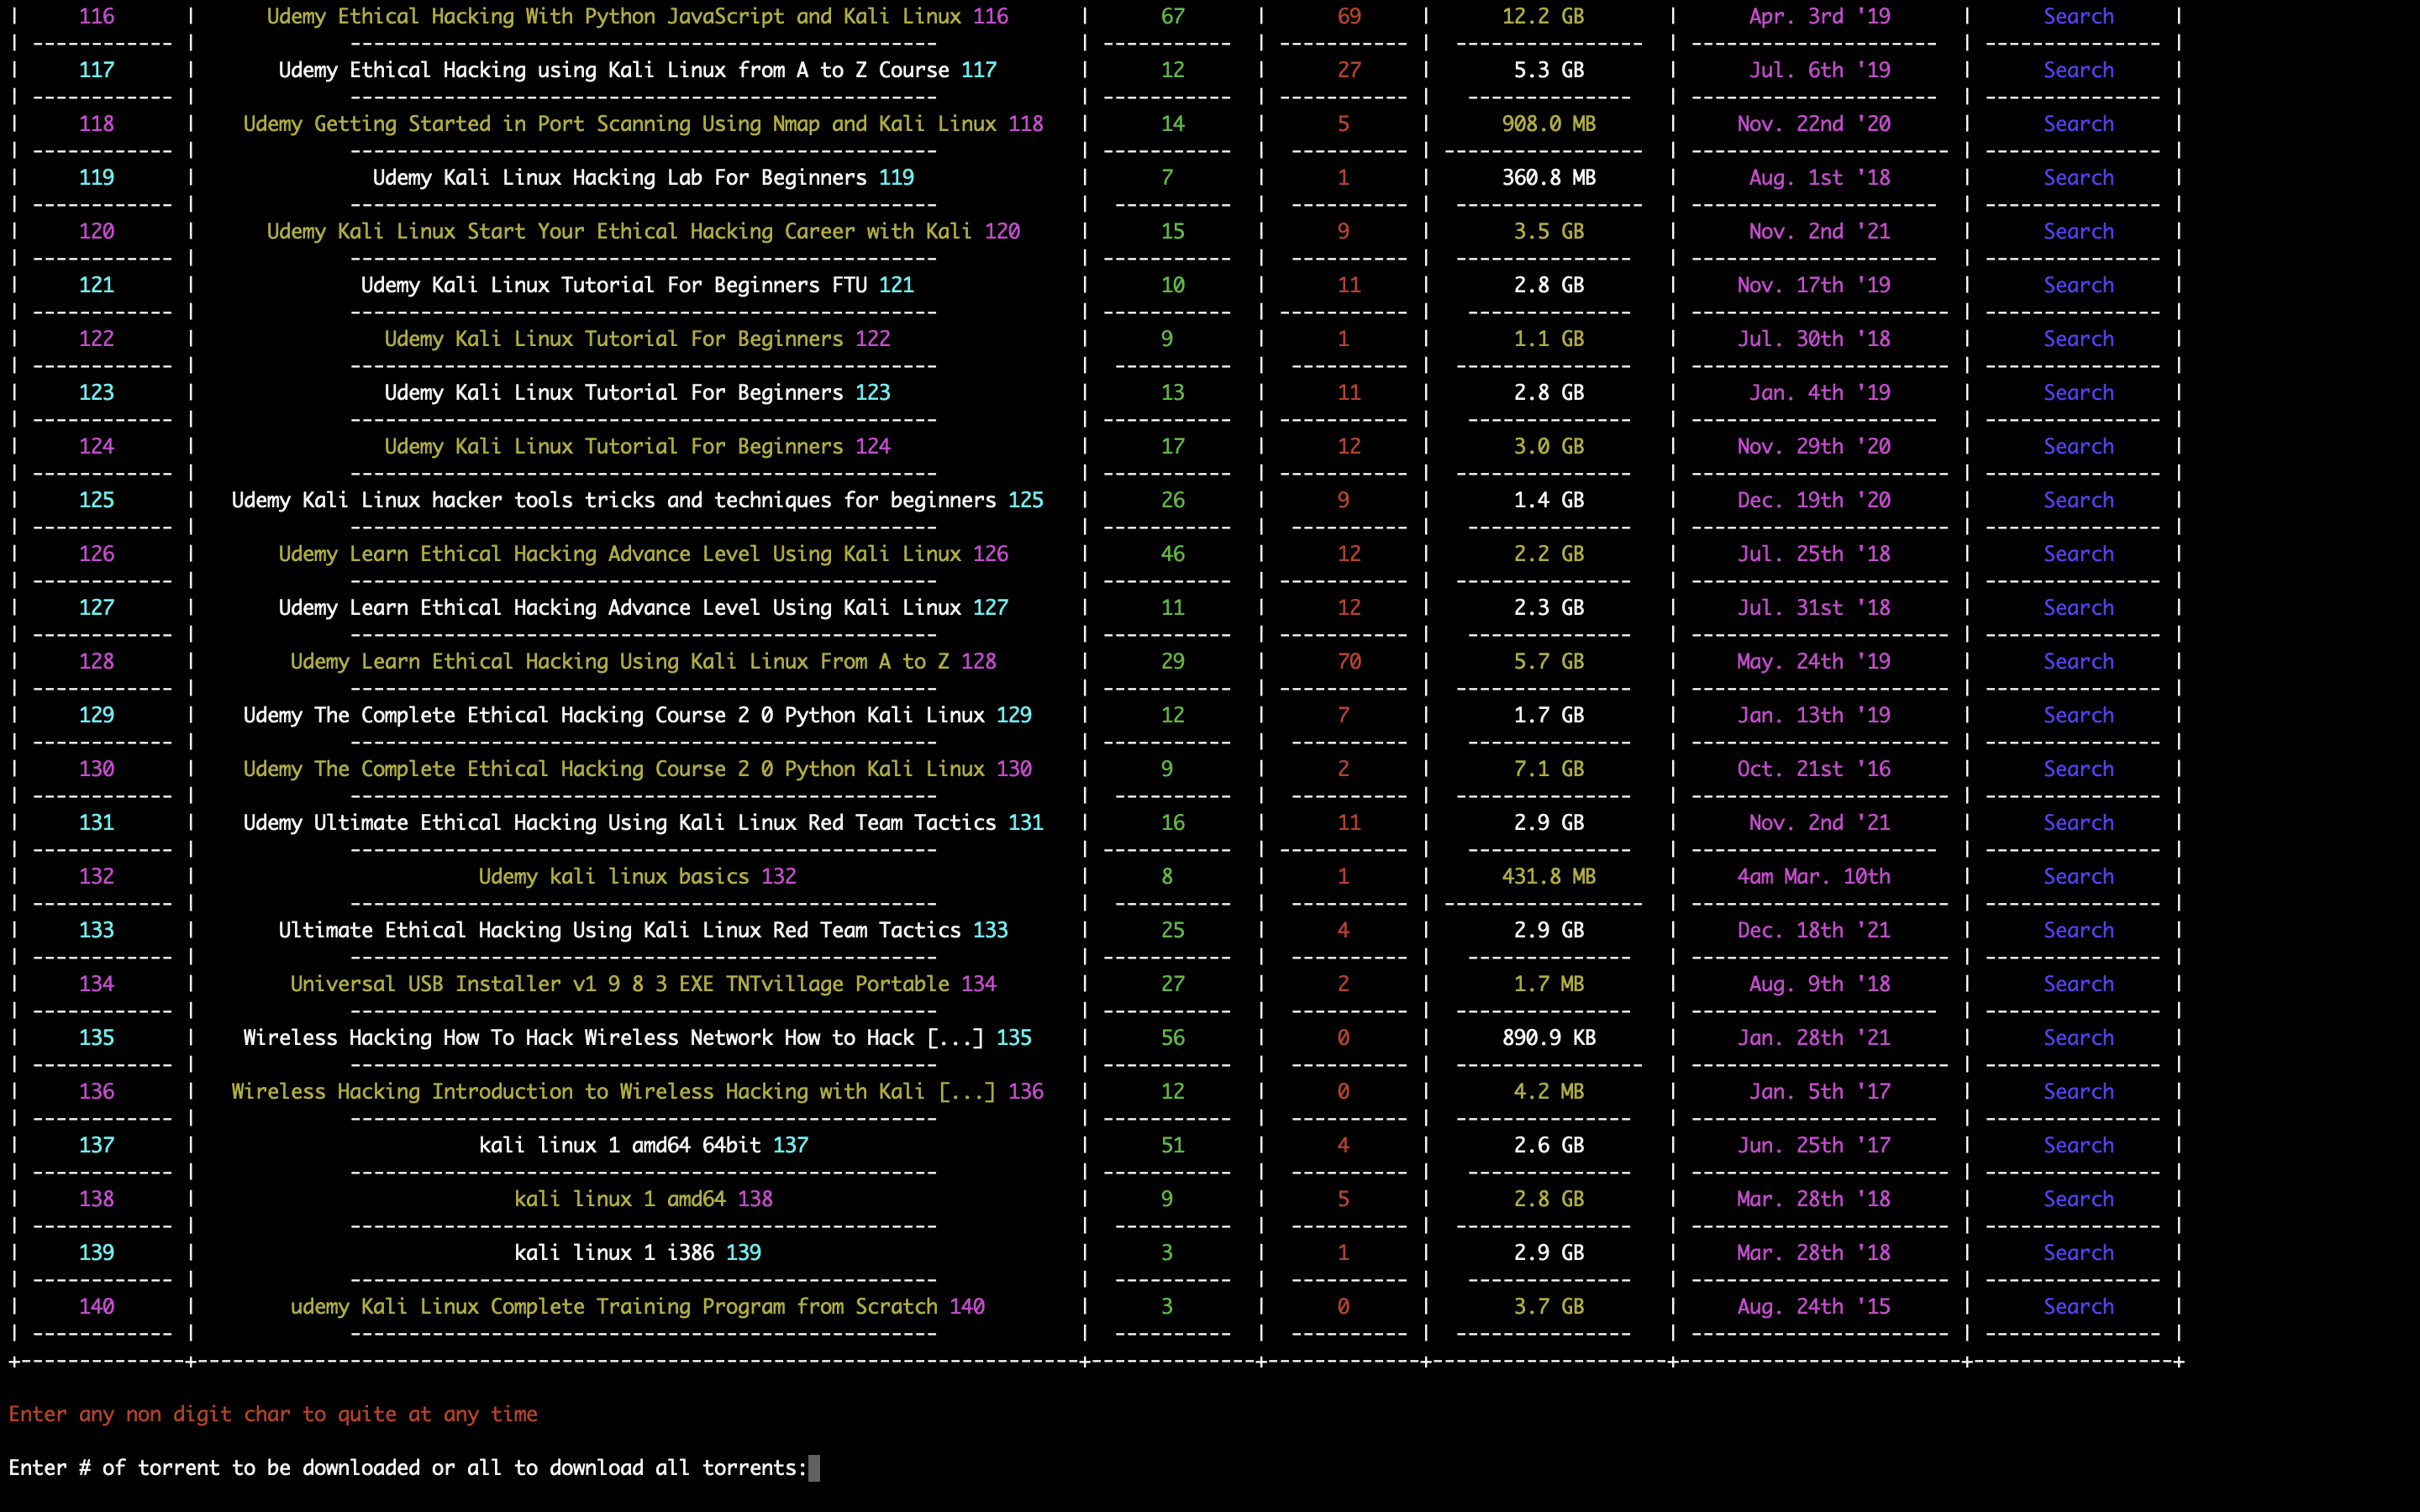 | 116 | Udemy Ethical Hacking With Python JavaScript and Kali Linux 116 | 67 | 69 | 12.2 GB | Apr. 3rd '19 | Search |
| 117 | Udemy Ethical Hacking using Kali Linux from A to Z Course 117 | 12 | 27 | 5.3 GB | Jul. 6th '19 | Search |
| 118 | Udemy Getting Started in Port Scanning Using Nmap and Kali Linux 118 | 14 | 5 | 908.0 MB | Nov. 22nd '20 | Search |
| 119 | Udemy Kali Linux Hacking Lab For Beginners 119 | 7 | 1 | 360.8 MB | Aug. 1st '18 | Search |
| 120 | Udemy Kali Linux Start Your Ethical Hacking Career with Kali 120 | 15 | 9 | 3.5 GB | Nov. 2nd '21 | Search |
| 121 | Udemy Kali Linux Tutorial For Beginners FTU 121 | 10 | 11 | 2.8 GB | Nov. 17th '19 | Search |
| 122 | Udemy Kali Linux Tutorial For Beginners 122 | 9 | 1 | 1.1 GB | Jul. 30th '18 | Search |
| 123 | Udemy Kali Linux Tutorial For Beginners 123 | 13 | 11 | 2.8 GB | Jan. 4th '19 | Search |
| 124 | Udemy Kali Linux Tutorial For Beginners 124 | 17 | 12 | 3.0 GB | Nov. 29th '20 | Search |
| 125 | Udemy Kali Linux hacker tools tricks and techniques for beginners 125 | 26 | 9 | 1.4 GB | Dec. 19th '20 | Search |
| 126 | Udemy Learn Ethical Hacking Advance Level Using Kali Linux 126 | 46 | 12 | 2.2 GB | Jul. 25th '18 | Search |
| 127 | Udemy Learn Ethical Hacking Advance Level Using Kali Linux 127 | 11 | 12 | 2.3 GB | Jul. 31st '18 | Search |
| 128 | Udemy Learn Ethical Hacking Using Kali Linux From A to Z 128 | 29 | 70 | 5.7 GB | May. 24th '19 | Search |
| 129 | Udemy The Complete Ethical Hacking Course 2 0 Python Kali Linux 129 | 12 | 7 | 1.7 GB | Jan. 13th '19 | Search |
| 130 | Udemy The Complete Ethical Hacking Course 2 0 Python Kali Linux 130 | 9 | 2 | 7.1 GB | Oct. 21st '16 | Search |
| 131 | Udemy Ultimate Ethical Hacking Using Kali Linux Red Team Tactics 131 | 16 | 11 | 2.9 GB | Nov. 2nd '21 | Search |
| 132 | Udemy kali linux basics 132 | 8 | 1 | 431.8 MB | 4am Mar. 10th | Search |
| 133 | Ultimate Ethical Hacking Using Kali Linux Red Team Tactics 133 | 25 | 4 | 2.9 GB | Dec. 18th '21 | Search |
| 134 | Universal USB Installer v1 9 8 3 EXE TNTvillage Portable 134 | 27 | 2 | 1.7 MB | Aug. 9th '18 | Search |
| 135 | Wireless Hacking How To Hack Wireless Network How to Hack [...] 135 | 56 | 0 | 890.9 KB | Jan. 28th '21 | Search |
| 136 | Wireless Hacking Introduction to Wireless Hacking with Kali [...] 136 | 12 | 0 | 4.2 MB | Jan. 5th '17 | Search |
| 137 | kali linux 1 amd64 64bit 137 | 51 | 4 | 2.6 GB | Jun. 25th '17 | Search |
| 138 | kali linux 1 amd64 138 | 9 | 5 | 2.8 GB | Mar. 28th '18 | Search |
| 139 | kali linux 1 i386 139 | 3 | 1 | 2.9 GB | Mar. 28th '18 | Search |
| 140 | udemy Kali Linux Complete Training Program from Scratch 140 | 3 | 0 | 3.7 GB | Aug. 24th '15 | Search |
Enter any non digit char to quite at any time
Enter # of torrent to be downloaded or all to download all torrents: